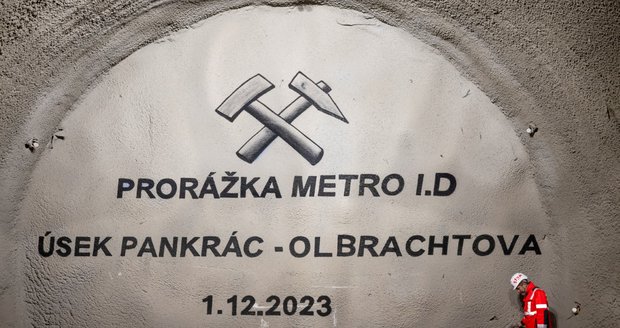 PRORÁŽKA METRO I.D
ÚSEK PANKRÁC - OLBRACHTOVA
1.12.2023